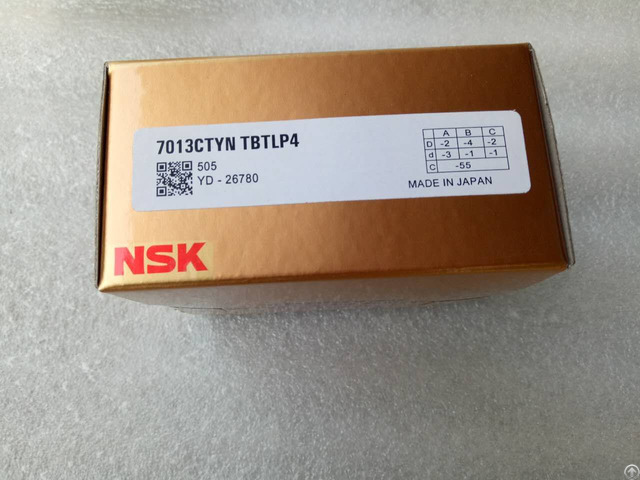 7013CTYN TBTLP4
505
YD - 26780
A B C
D -2 -4 -2
d -3 -1 -1
C -55
MADE IN JAPAN
NSK